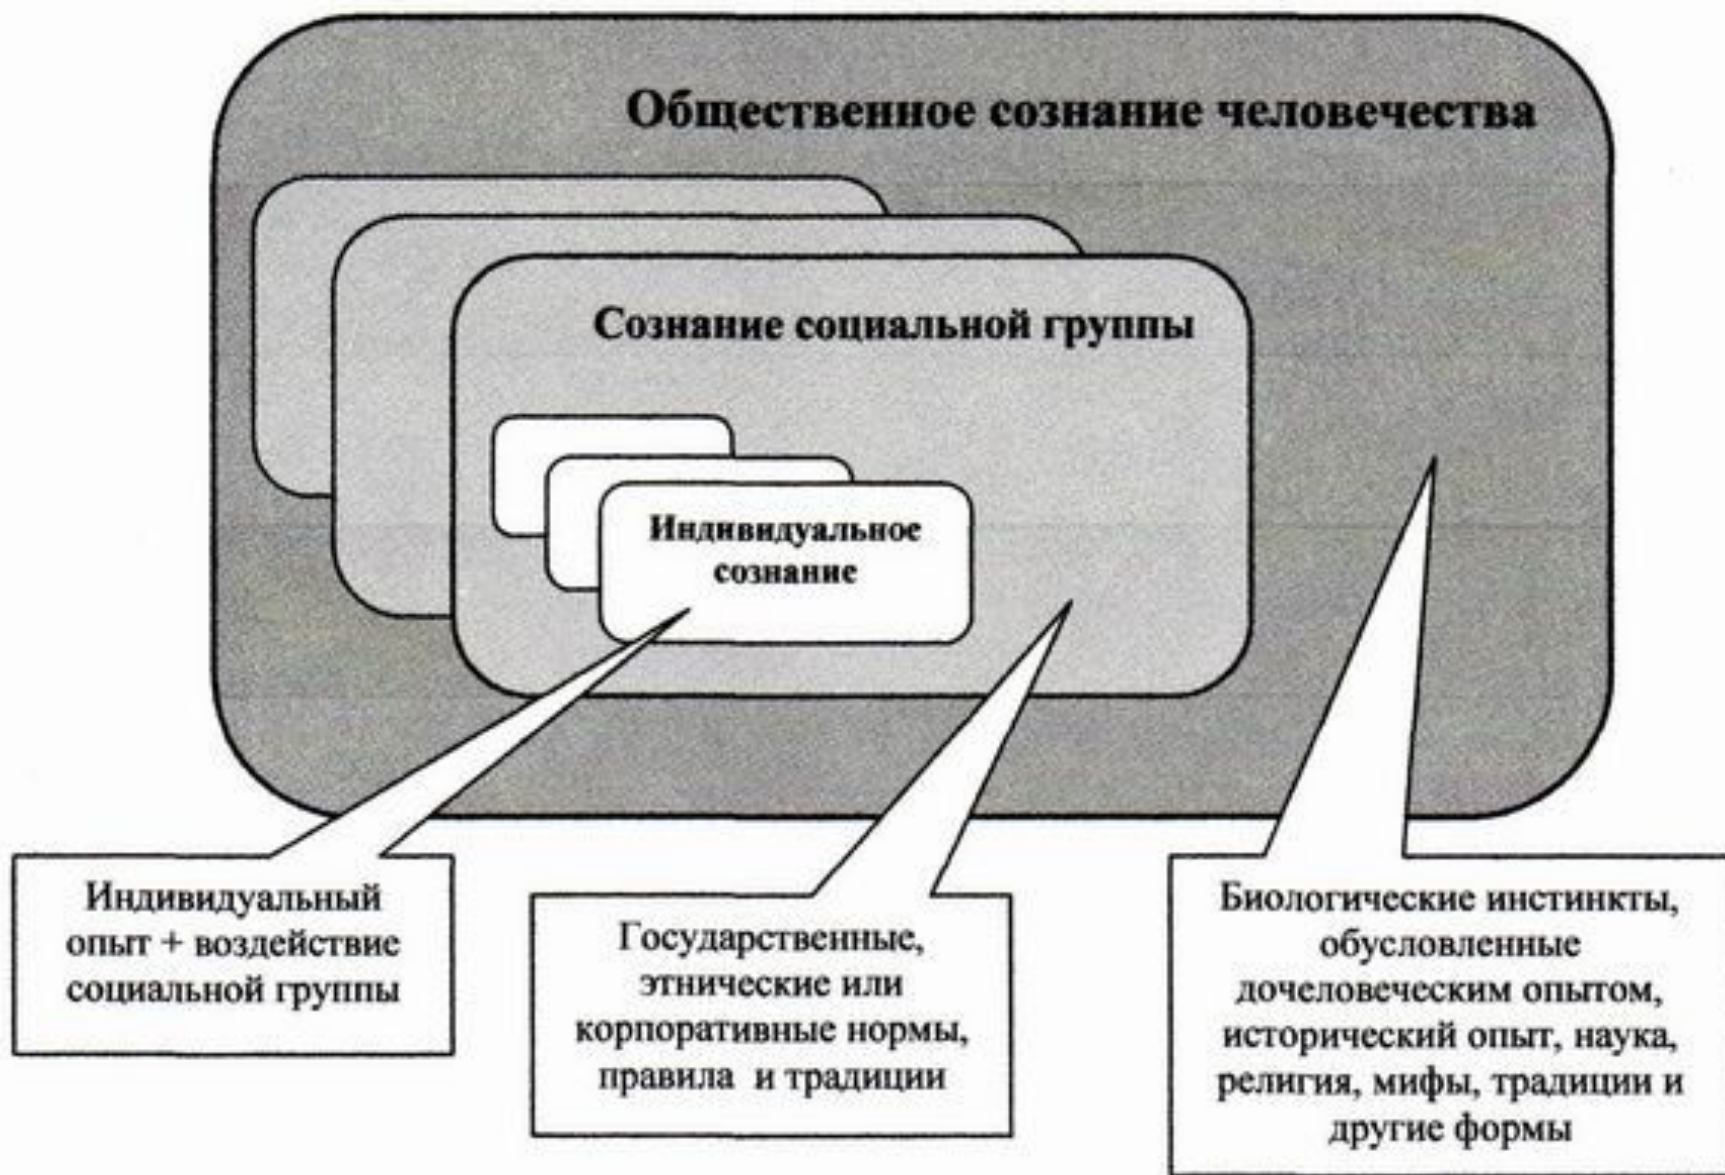 Общественное сознание человечества
Сознание социальной группы
Индивидуальное
сознание
Индивидуальный
опыт + воздействие
социальной группы
Государственные,
этнические или
корпоративные нормы,
правила и традиции
Биологические инстинкты,
обусловленные
дочеловеческим опытом,
исторический опыт, наука,
религия, мифы, традиции и
другие формы